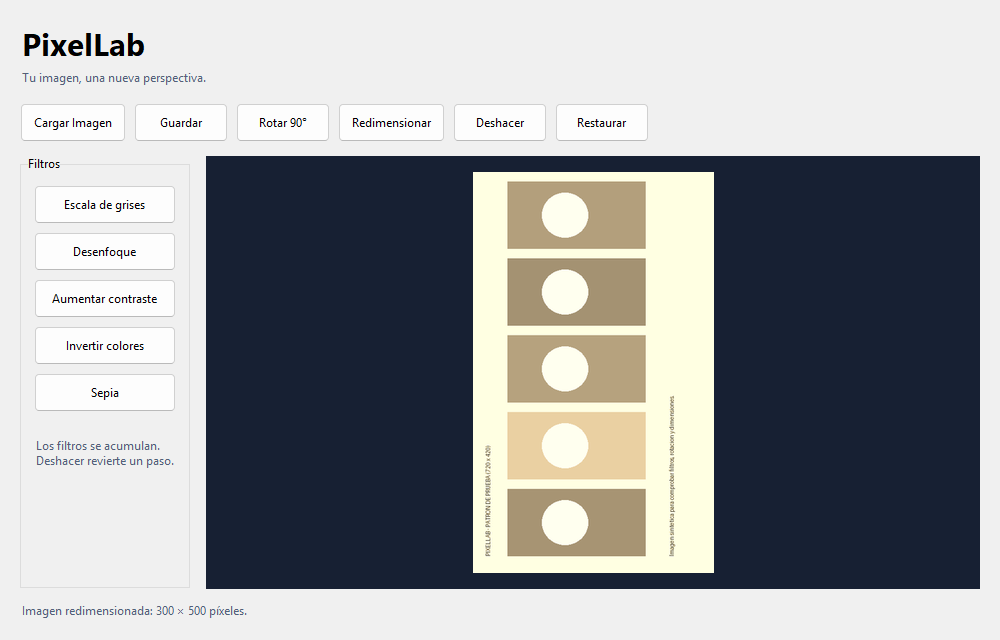 PixelLab
Tu imagen, una nueva perspectiva.
Cargar Imagen
Guardar
Rotar 90°
Redimensionar
Deshacer
Restaurar
Filtros
Escala de grises
Desenfoque
Aumentar contraste
Invertir colores
Sepia
Los filtros se acumulan.
Deshacer revierte un paso.
PIXELLAB - PATRON DE PRUEBA (720 x 420)
Imagen sintetica para comprobar filtros, rotacion y dimensiones.
Imagen redimensionada: 300 × 500 píxeles.